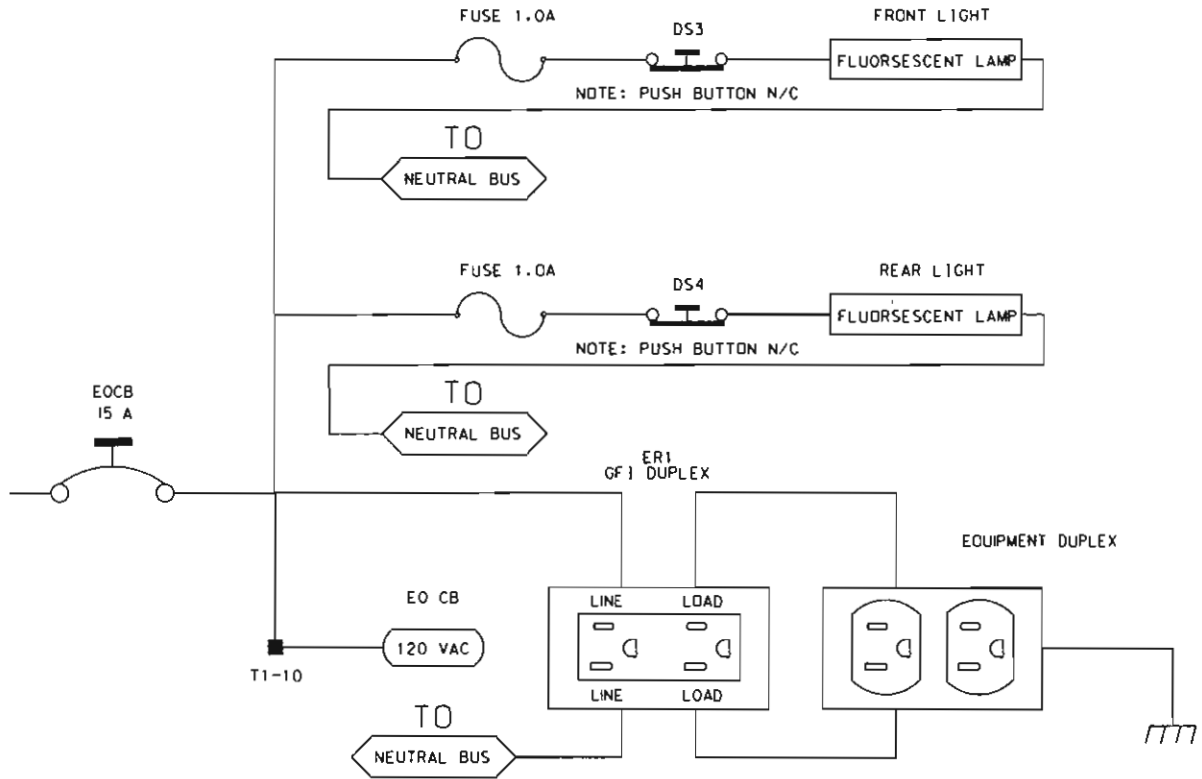 FUSE 1.0A
DS3
FRONT LIGHT
FLUORSESCENT LAMP
NOTE: PUSH BUTTON N/C
TO
NEUTRAL BUS
FUSE 1.0A
DS4
REAR LIGHT
FLUORSESCENT LAMP
NOTE: PUSH BUTTON N/C
TO
NEUTRAL BUS
EOCB
15 A
ER1
GFI DUPLEX
EQUIPMENT DUPLEX
EO CB
120 VAC
T1-10
LINE LOAD
LINE LOAD
TO
NEUTRAL BUS